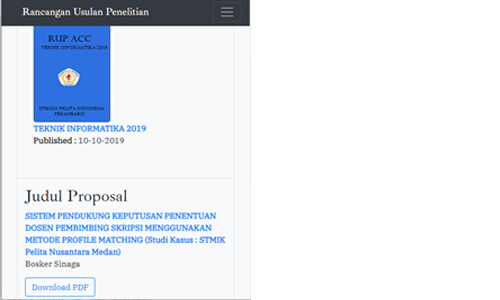 Rancangan Usulan Penelitian
RUP ACC
TEKNIK INFORMATIKA 2019
STIKOM PELITA INDONESIA
PEKANBARU
TEKNIK INFORMATIKA 2019
Published : 10-10-2019
Judul Proposal
SISTEM PENDUKUNG KEPUTUSAN PENENTUAN
DOSEN PEMBIMBING SKRIPSI MENGGUNAKAN
METODE PROFILE MATCHING (Studi Kasus : STMIK
Pelita Nusantara Medan)
Bosker Sinaga
Download PDF